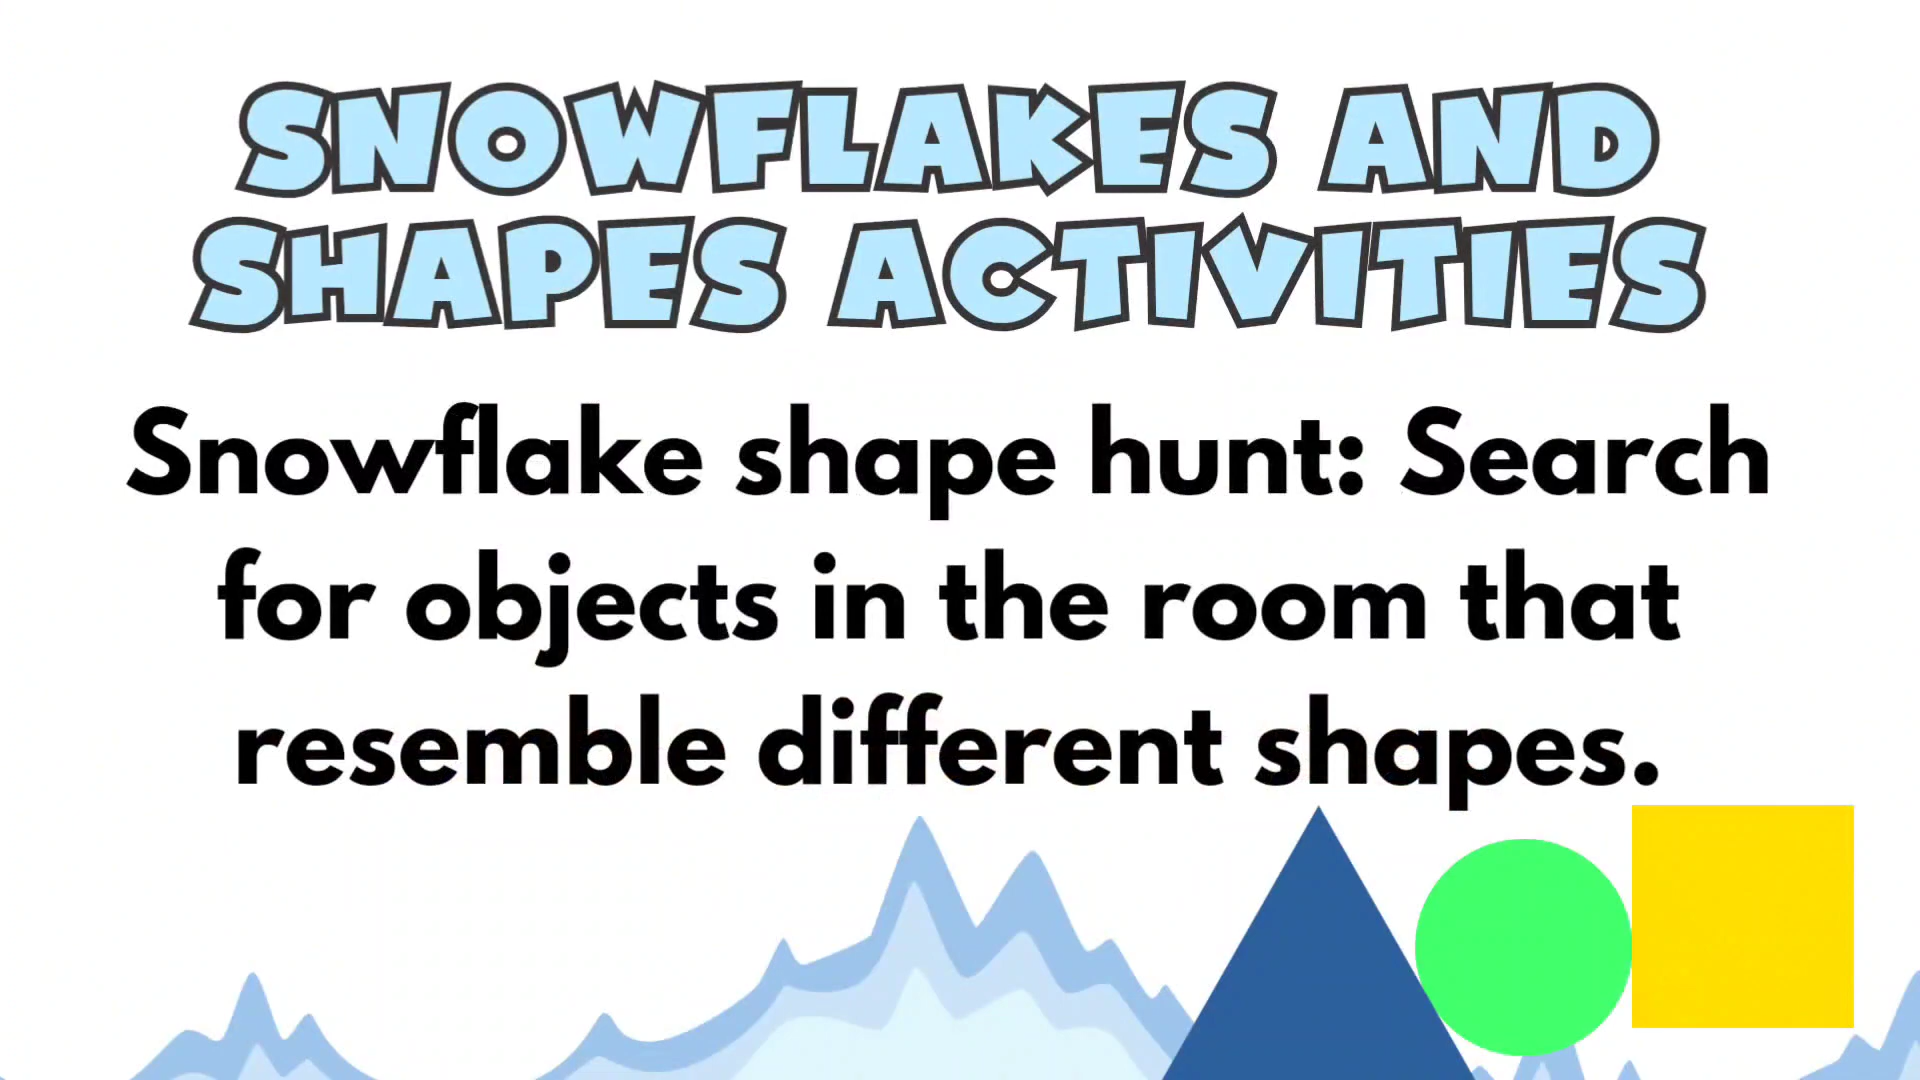 SNOWFLAKES AND
SHAPES ACTIVITIES
Snowflake shape hunt: Search
for objects in the room that
resemble different shapes.